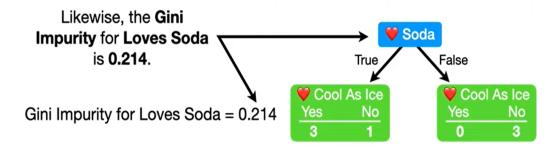 Likewise, the Gini
Impurity for Loves Soda
is 0.214.
Gini Impurity for Loves Soda = 0.214
❤️ Soda
True False
❤️ Cool As Ice
Yes No
3 1
❤️ Cool As Ice
Yes No
0 3